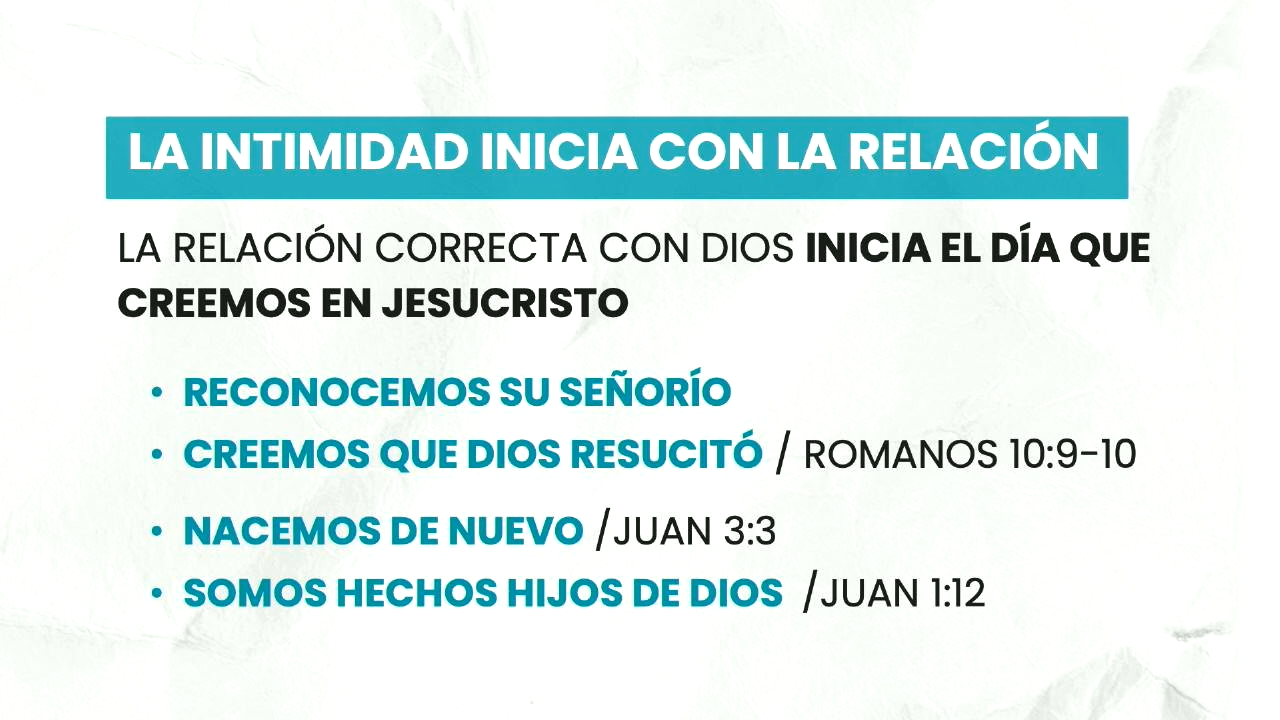 LA INTIMIDAD INICIA CON LA RELACIÓN
LA RELACIÓN CORRECTA CON DIOS INICIA EL DÍA QUE
CREEMOS EN JESUCRISTO
• RECONOCEMOS SU SEÑORÍO
• CREEMOS QUE DIOS RESUCITÓ / ROMANOS 10:9-10
• NACEMOS DE NUEVO /JUAN 3:3
• SOMOS HECHOS HIJOS DE DIOS /JUAN 1:12